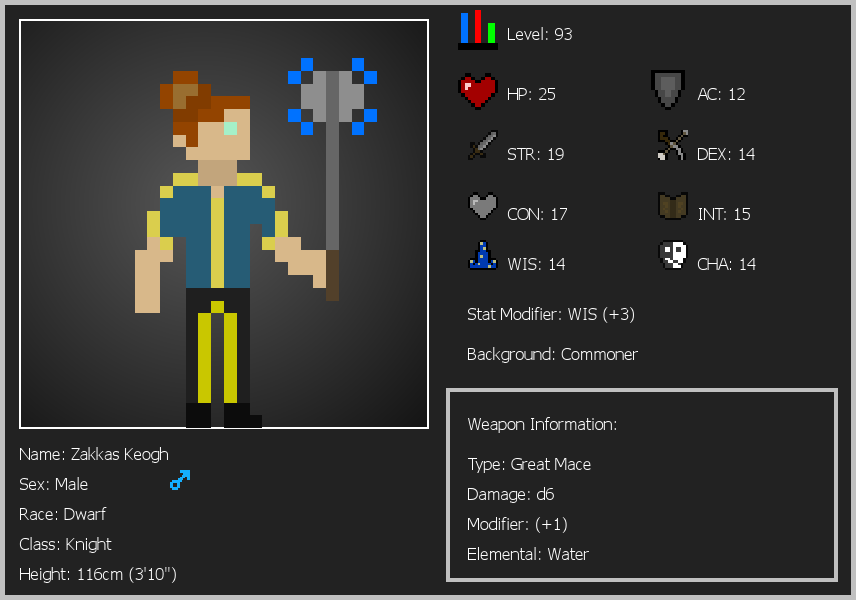 Level: 93
HP: 25
AC: 12
STR: 19
DEX: 14
CON: 17
INT: 15
WIS: 14
CHA: 14
Stat Modifier: WIS (+3)
Background: Commoner
Weapon Information:
Type: Great Mace
Damage: d6
Modifier: (+1)
Elemental: Water
Name: Zakkas Keogh
Sex: Male
Race: Dwarf
Class: Knight
Height: 116cm (3'10")